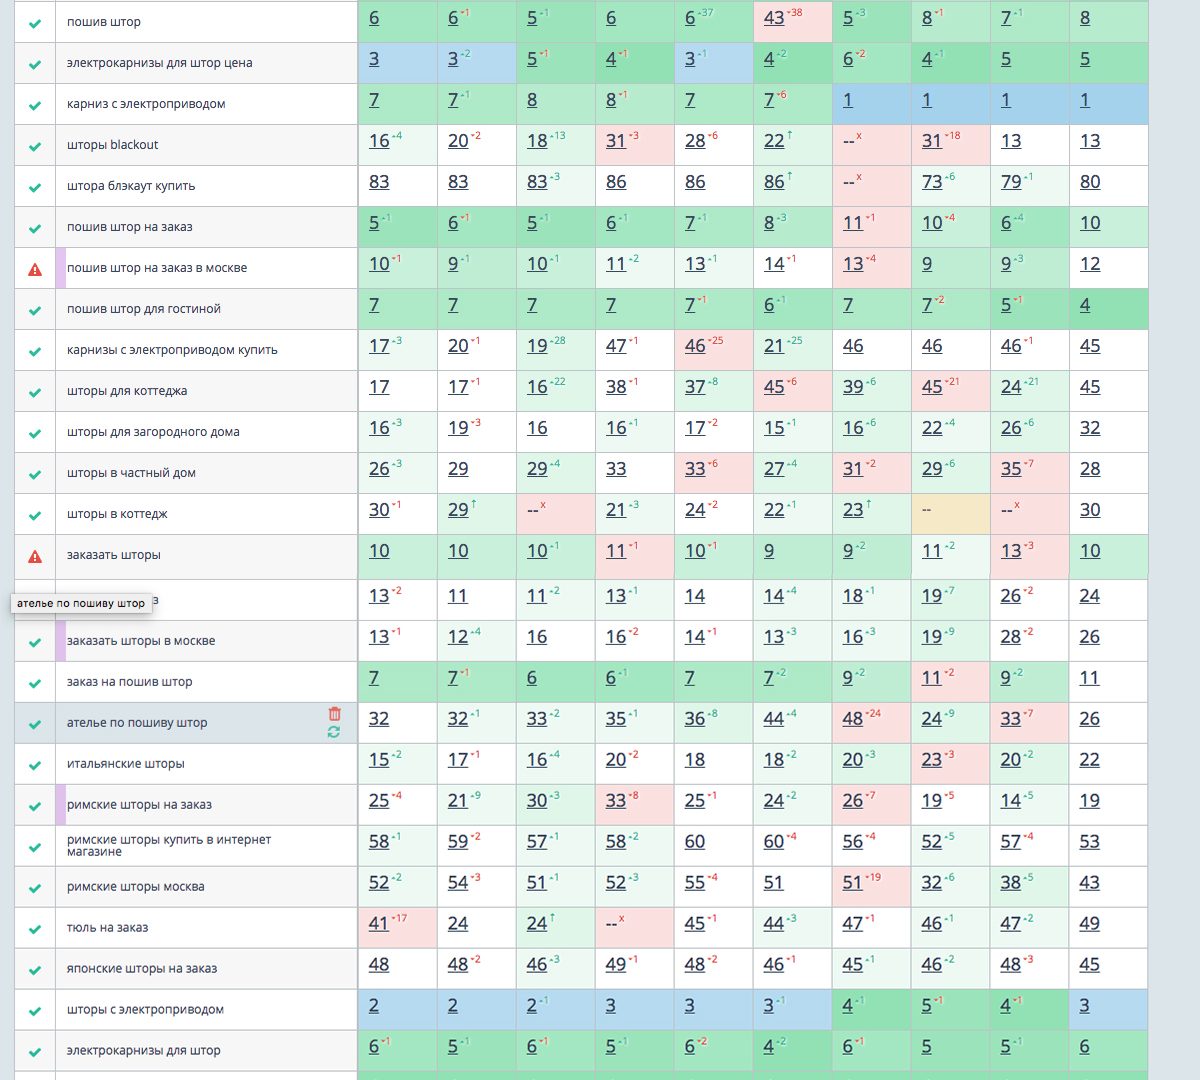 пошив штор 6 6 1 5 1 6 6 37 43 38 5 3 8 1 7 1 8
электрокарнизы для штор цена 3 3 2 5 1 4 1 3 1 4 2 6 2 4 1 5 5
карниз с электроприводом 7 7 1 8 8 1 7 7 6 1 1 1 1
шторы blackout 16 4 20 2 18 13 31 3 28 6 22 ↑ -- x 31 18 13 13
штора блэкаут купить 83 83 83 3 86 86 86 ↑ -- x 73 6 79 1 80
пошив штор на заказ 5 1 6 1 5 1 6 1 7 1 8 3 11 1 10 4 6 4 10
пошив штор на заказ в москве 10 1 9 1 10 1 11 2 13 1 14 1 13 4 9 9 3 12
пошив штор для гостиной 7 7 7 7 7 1 6 1 7 7 2 5 1 4
карнизы с электроприводом купить 17 3 20 1 19 28 47 1 46 25 21 25 46 46 46 1 45
шторы для коттеджа 17 17 1 16 22 38 1 37 8 45 6 39 6 45 21 24 21 45
шторы для загородного дома 16 3 19 3 16 16 1 17 2 15 1 16 6 22 4 26 6 32
шторы в частный дом 26 3 29 29 4 33 33 6 27 4 31 2 29 6 35 7 28
шторы в коттедж 30 1 29 ↑ -- x 21 3 24 2 22 1 23 ↑ -- -- x 30
заказать шторы 10 10 10 1 11 1 10 1 9 9 2 11 2 13 3 10
ателье по пошиву штор з 13 2 11 11 2 13 1 14 14 4 18 1 19 7 26 2 24
заказать шторы в москве 13 1 12 4 16 16 2 14 1 13 3 16 3 19 9 28 2 26
заказ на пошив штор 7 7 1 6 6 1 7 7 2 9 2 11 2 9 2 11
ателье по пошиву штор 32 32 1 33 2 35 1 36 8 44 4 48 24 24 9 33 7 26
итальянские шторы 15 2 17 1 16 4 20 2 18 18 2 20 3 23 3 20 2 22
римские шторы на заказ 25 4 21 9 30 3 33 8 25 1 24 2 26 7 19 5 14 5 19
римские шторы купить в интернет
магазине 58 1 59 2 57 1 58 2 60 60 4 56 4 52 5 57 4 53
римские шторы москва 52 2 54 3 51 1 52 3 55 4 51 51 19 32 6 38 5 43
тюль на заказ 41 17 24 24 ↑ -- x 45 1 44 3 47 1 46 1 47 2 49
японские шторы на заказ 48 48 2 46 3 49 1 48 2 46 1 45 1 46 2 48 3 45
шторы с электроприводом 2 2 2 1 3 3 3 1 4 1 5 1 4 1 3
электрокарнизы для штор 6 1 5 1 6 1 5 1 6 2 4 2 6 1 5 5 1 6